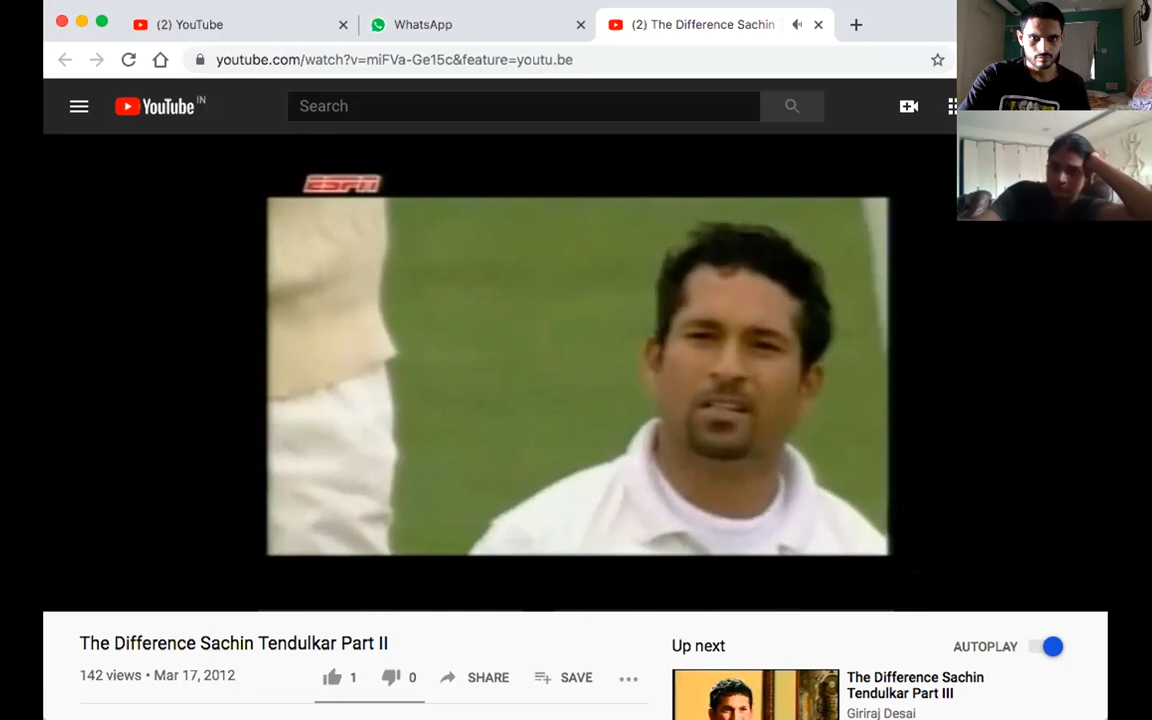 (2) YouTube
WhatsApp
(2) The Difference Sachin
youtube.com/watch?v=miFVa-Ge15c&feature=youtu.be
YouTube IN
Search
ESPN
The Difference Sachin Tendulkar Part II
142 views • Mar 17, 2012
1
0
SHARE
SAVE
Up next
AUTOPLAY
The Difference Sachin
Tendulkar Part III
Giriraj Desai